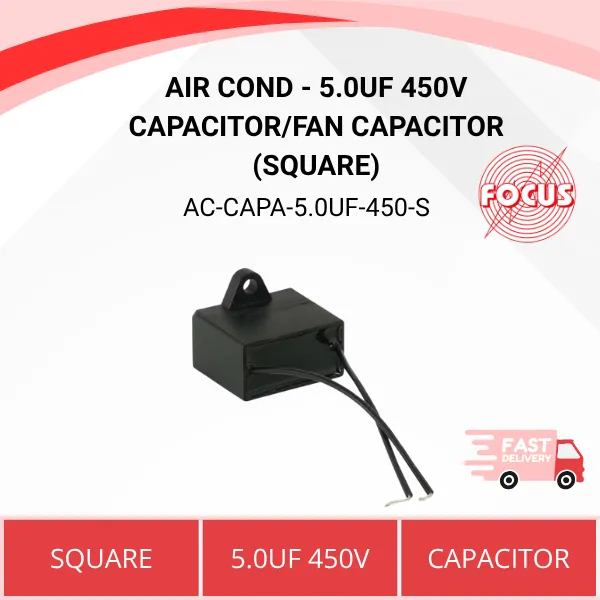 AIR COND - 5.0UF 450V
CAPACITOR/FAN CAPACITOR
(SQUARE)
AC-CAPA-5.0UF-450-S
FOCUS
FAST
DELIVERY
SQUARE
5.0UF 450V
CAPACITOR